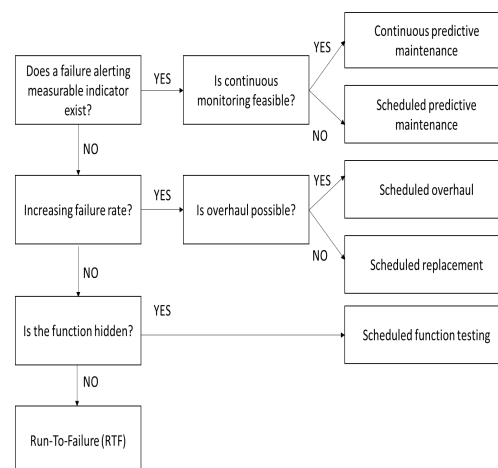 Does a failure alerting
measurable indicator
exist?
YES
Is continuous
monitoring feasible?
YES
Continuous predictive
maintenance
NO
Scheduled predictive
maintenance
NO
Increasing failure rate?
YES
Is overhaul possible?
YES
Scheduled overhaul
NO
Scheduled replacement
NO
Is the function hidden?
YES
Scheduled function testing
NO
Run-To-Failure (RTF)